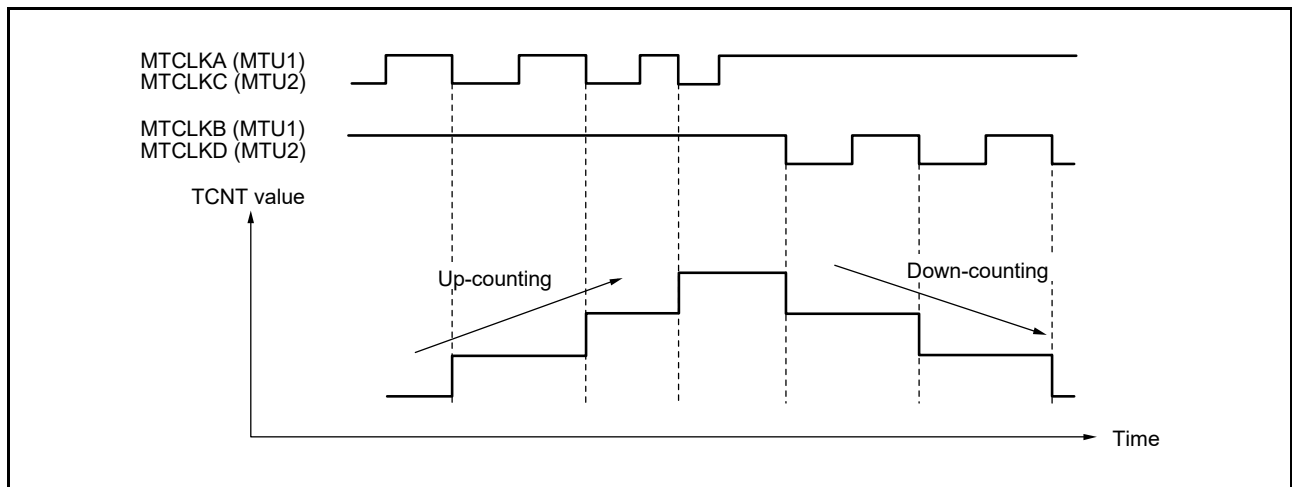 MTCLKA (MTU1)
MTCLKC (MTU2)
MTCLKB (MTU1)
MTCLKD (MTU2)
TCNT value
Up-counting
Down-counting
Time